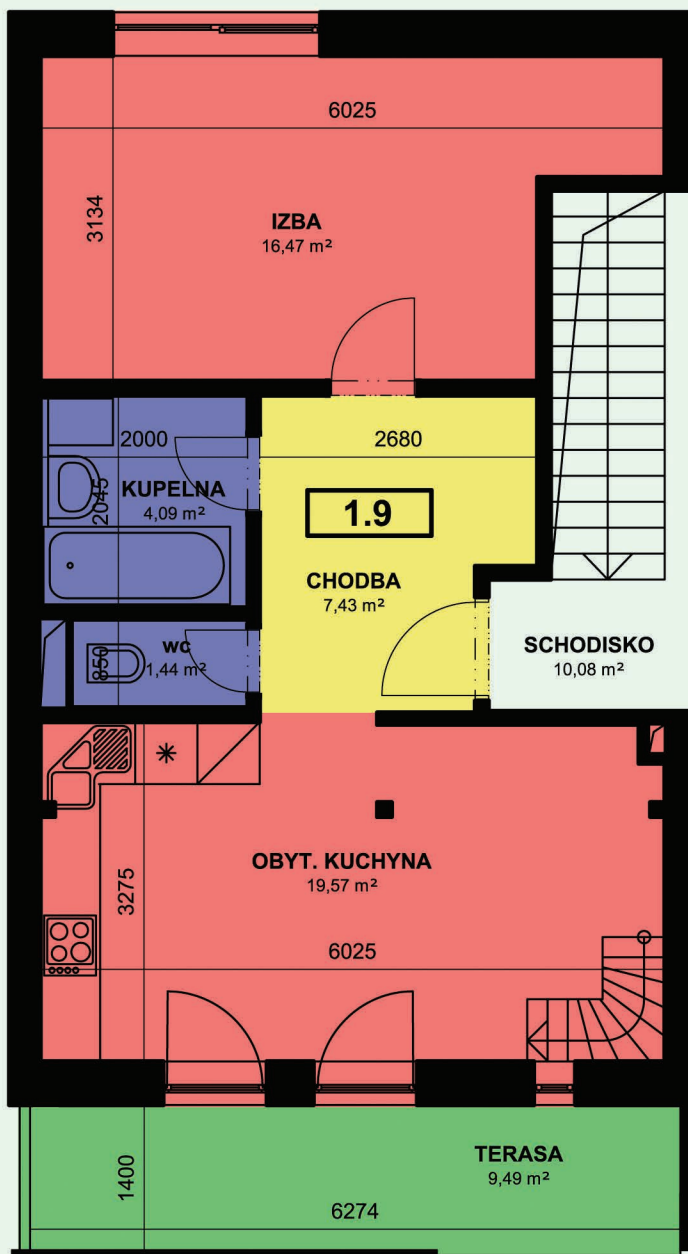 6025
3134
IZBA
16,47 m²
2000
2680
2045
KUPELNA
4,09 m²
1.9
CHODBA
7,43 m²
850
WC
1,44 m²
SCHODISKO
10,08 m²
OBYT. KUCHYNA
19,57 m²
3275
6025
1400
TERASA
9,49 m²
6274